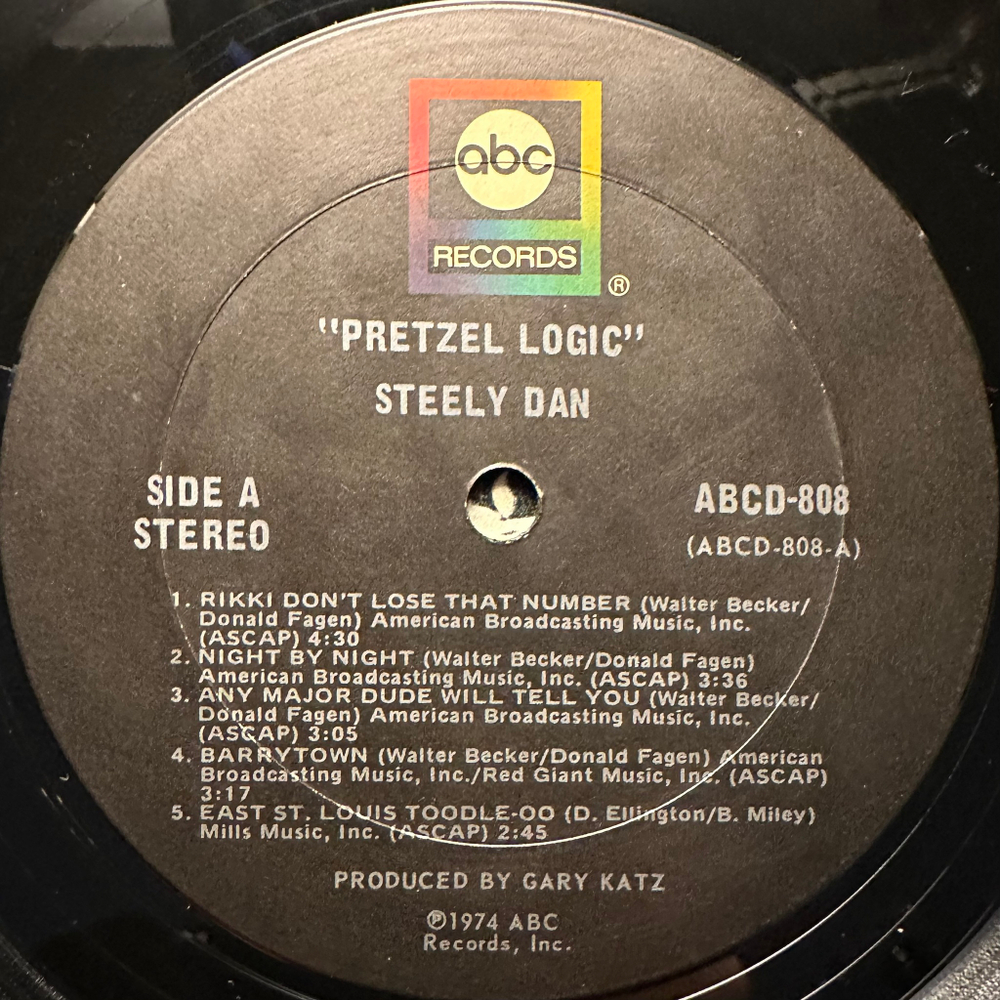 abc
RECORDS
®
"PRETZEL LOGIC"
STEELY DAN
SIDE A
STEREO
ABCD-808
(ABCD-808-A)
1. RIKKI DON'T LOSE THAT NUMBER (Walter Becker/
Donald Fagen) American Broadcasting Music, Inc.
(ASCAP) 4:30
2. NIGHT BY NIGHT (Walter Becker/Donald Fagen)
American Broadcasting Music, Inc. (ASCAP) 3:36
3. ANY MAJOR DUDE WILL TELL YOU (Walter Becker/
Donald Fagen) American Broadcasting Music, Inc.
(ASCAP) 3:05
4. BARRYTOWN (Walter Becker/Donald Fagen) American
Broadcasting Music, Inc./Red Giant Music, Inc. (ASCAP)
3:17
5. EAST ST. LOUIS TOODLE-OO (D. Ellington/B. Miley)
Mills Music, Inc. (ASCAP) 2:45
PRODUCED BY GARY KATZ
℗1974 ABC
Records, Inc.